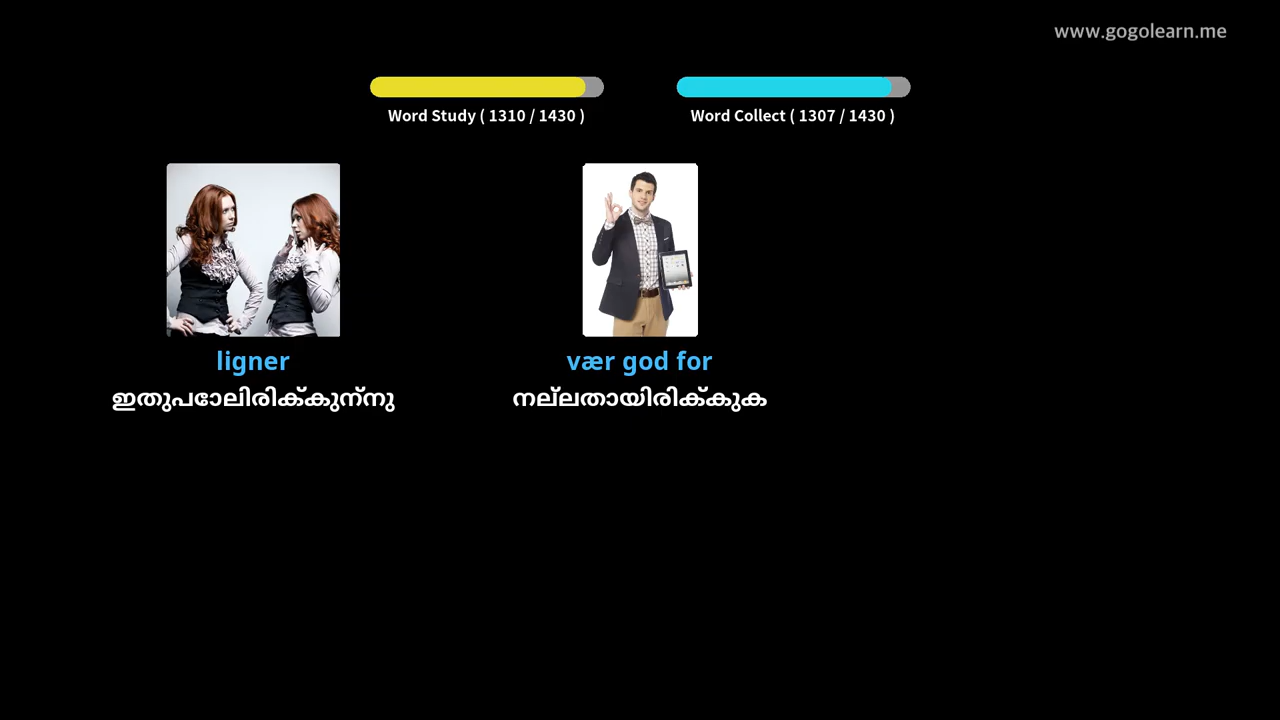 www.gogolearn.me
Word Study ( 1310 / 1430 )
Word Collect ( 1307 / 1430 )
ligner
ഇതുപോലിരിക്കുന്നു
vær god for
നല്ലതായിരിക്കുക